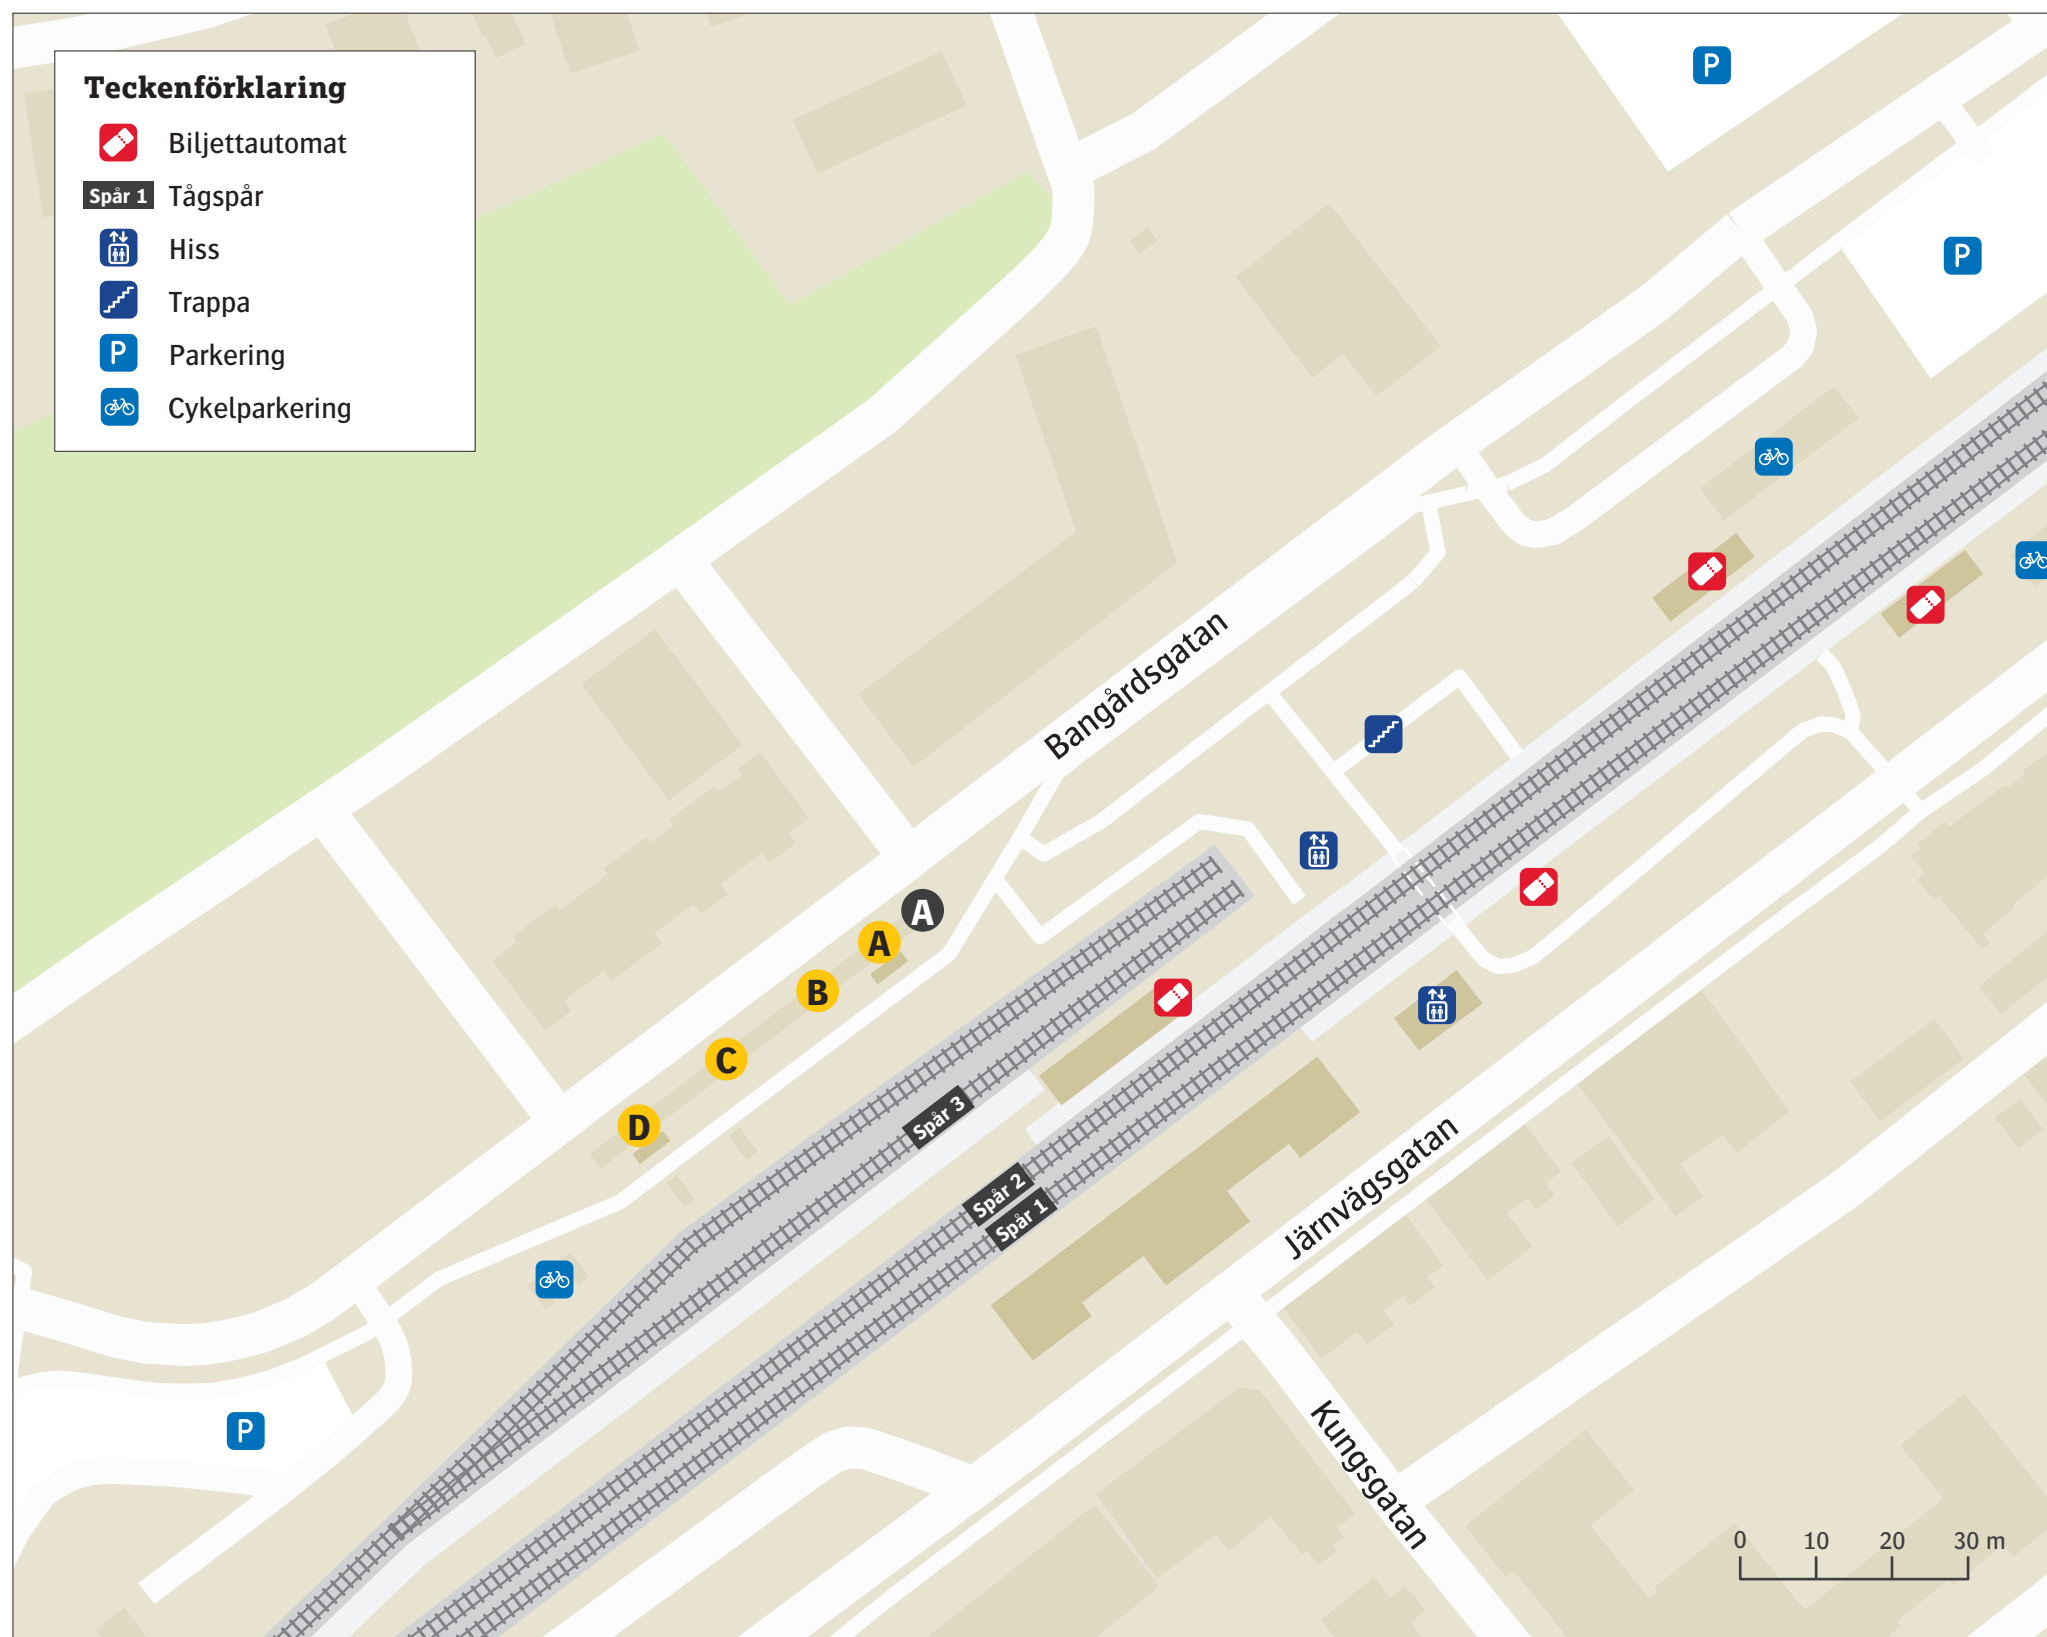 Teckenförklaring
Biljettautomat
Spår 1 Tågspår
Hiss
Trappa
P Parkering
Cykelparkering
P
P
Bangårdsgatan
A
A
B
C
D
Spår 3
Spår 2
Spår 1
Järnvägsgatan
P
Kungsgatan
0 10 20 30 m